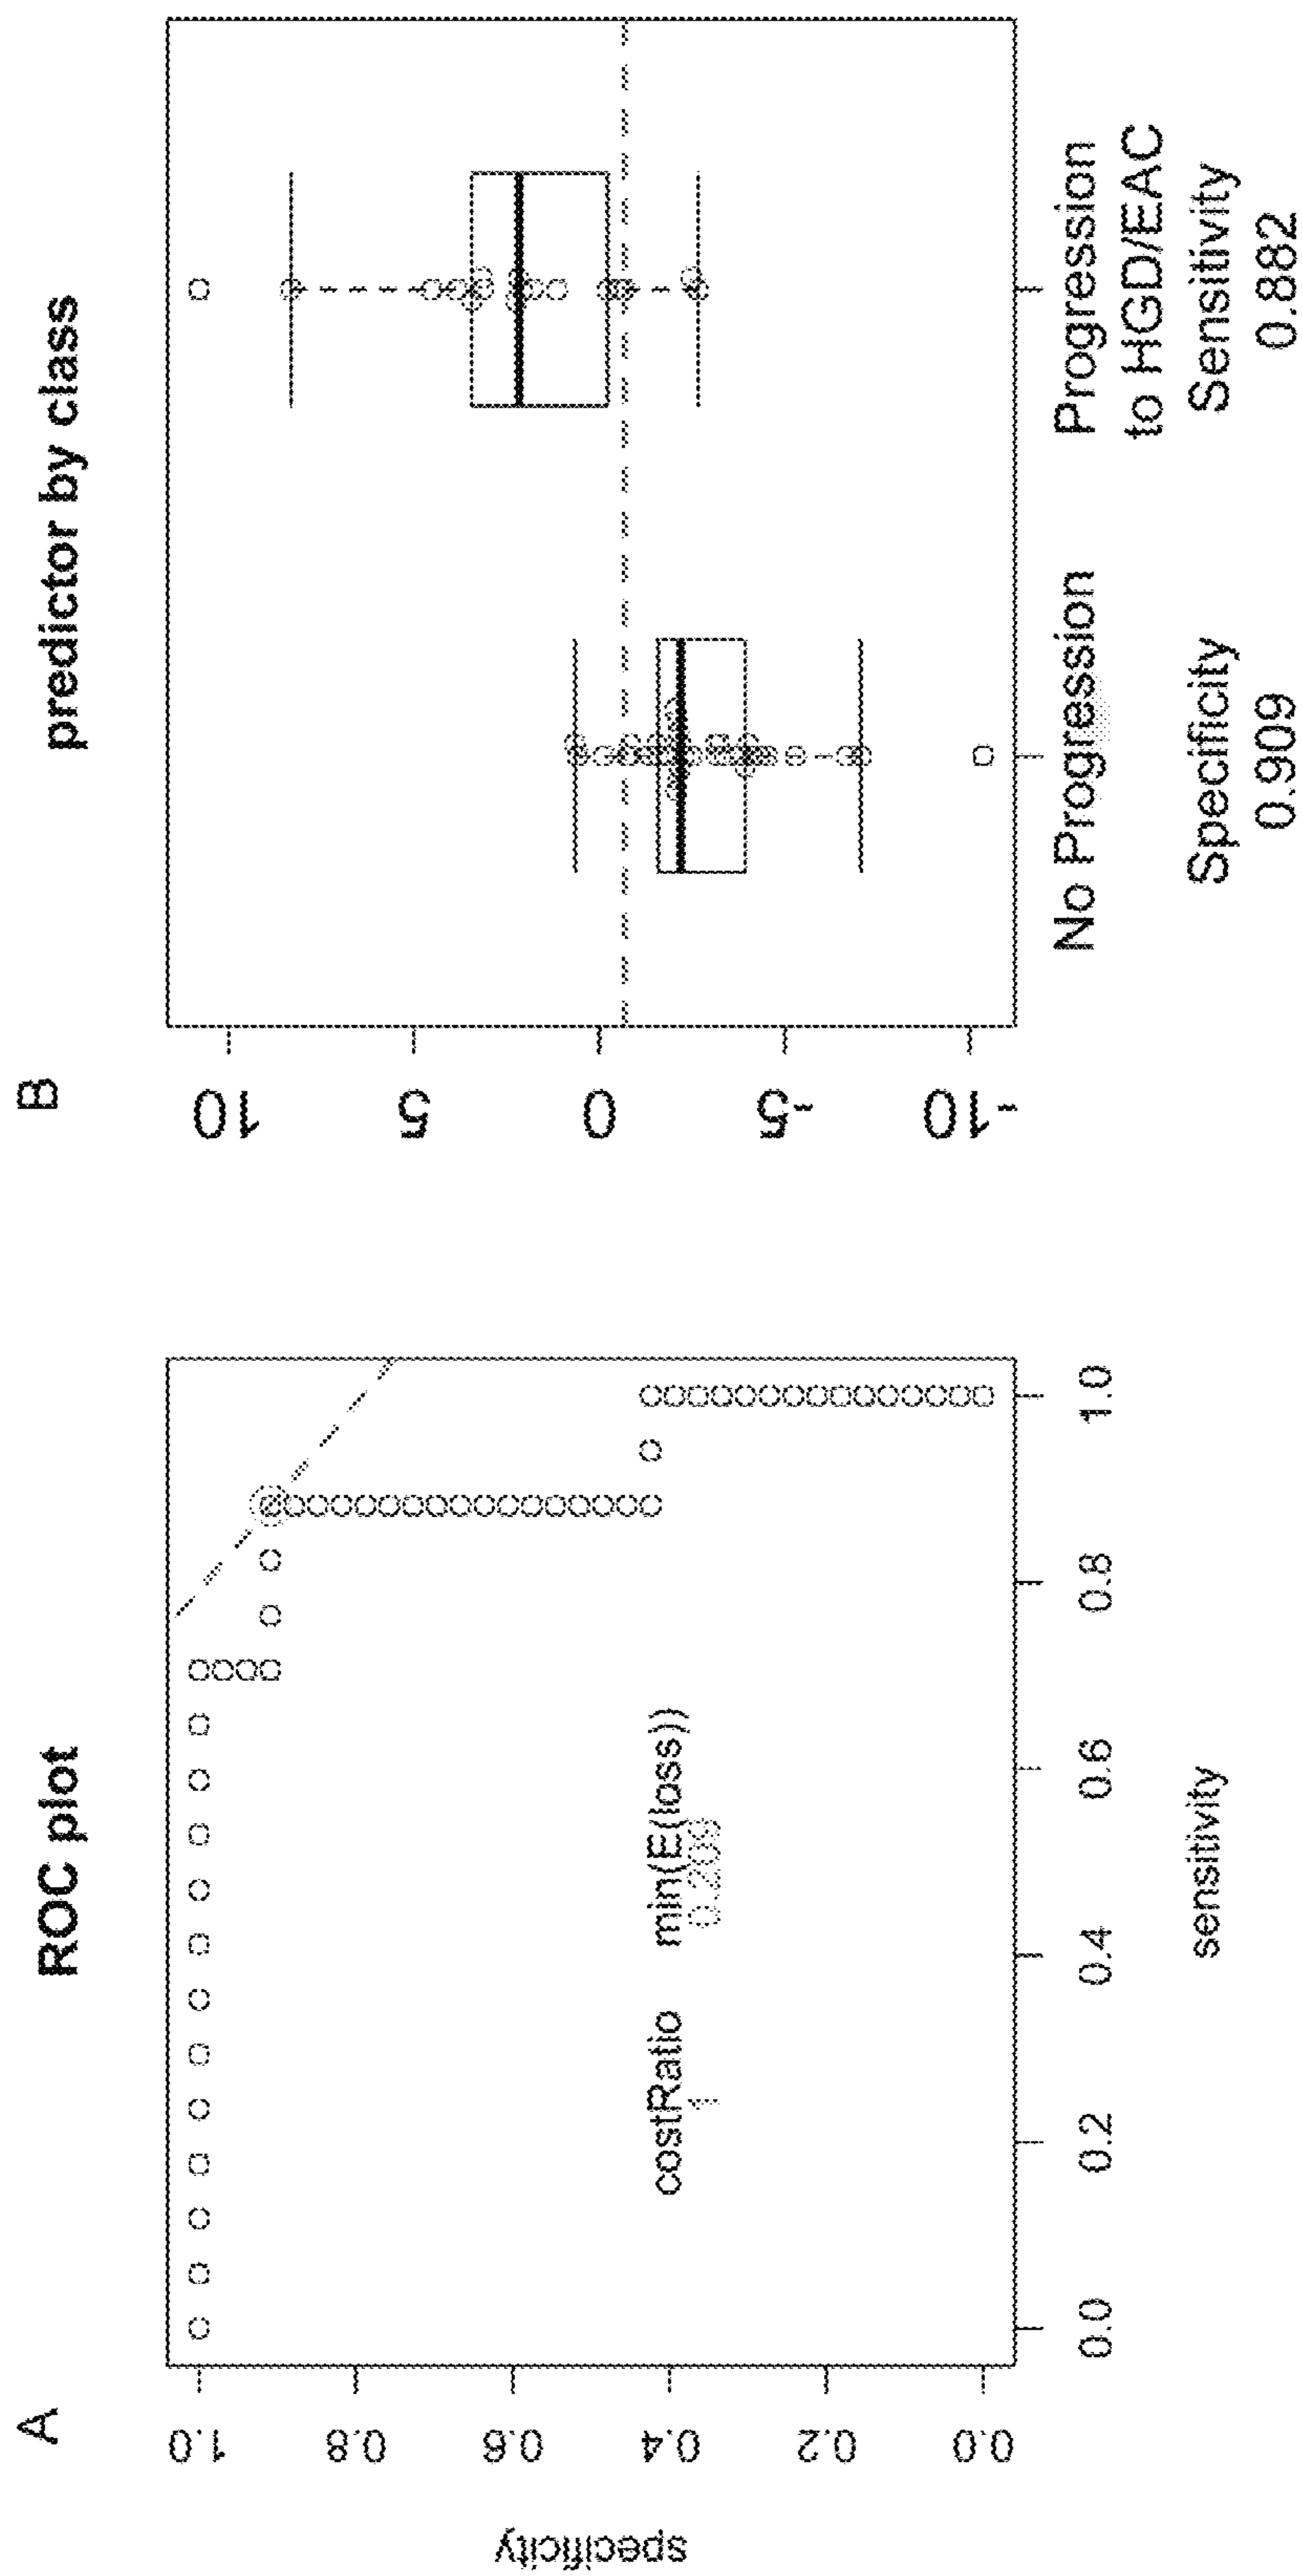 A
ROC plot
specificity
1.0
0.8
0.6
0.4
0.2
0.0
costRatio min(E(loss))
1 0.209
0.0 0.2 0.4 0.6 0.8 1.0
sensitivity
B
predictor by class
10
5
0
-5
-10
No Progression
Progression
to HGD/EAC
Specificity Sensitivity
0.909 0.882